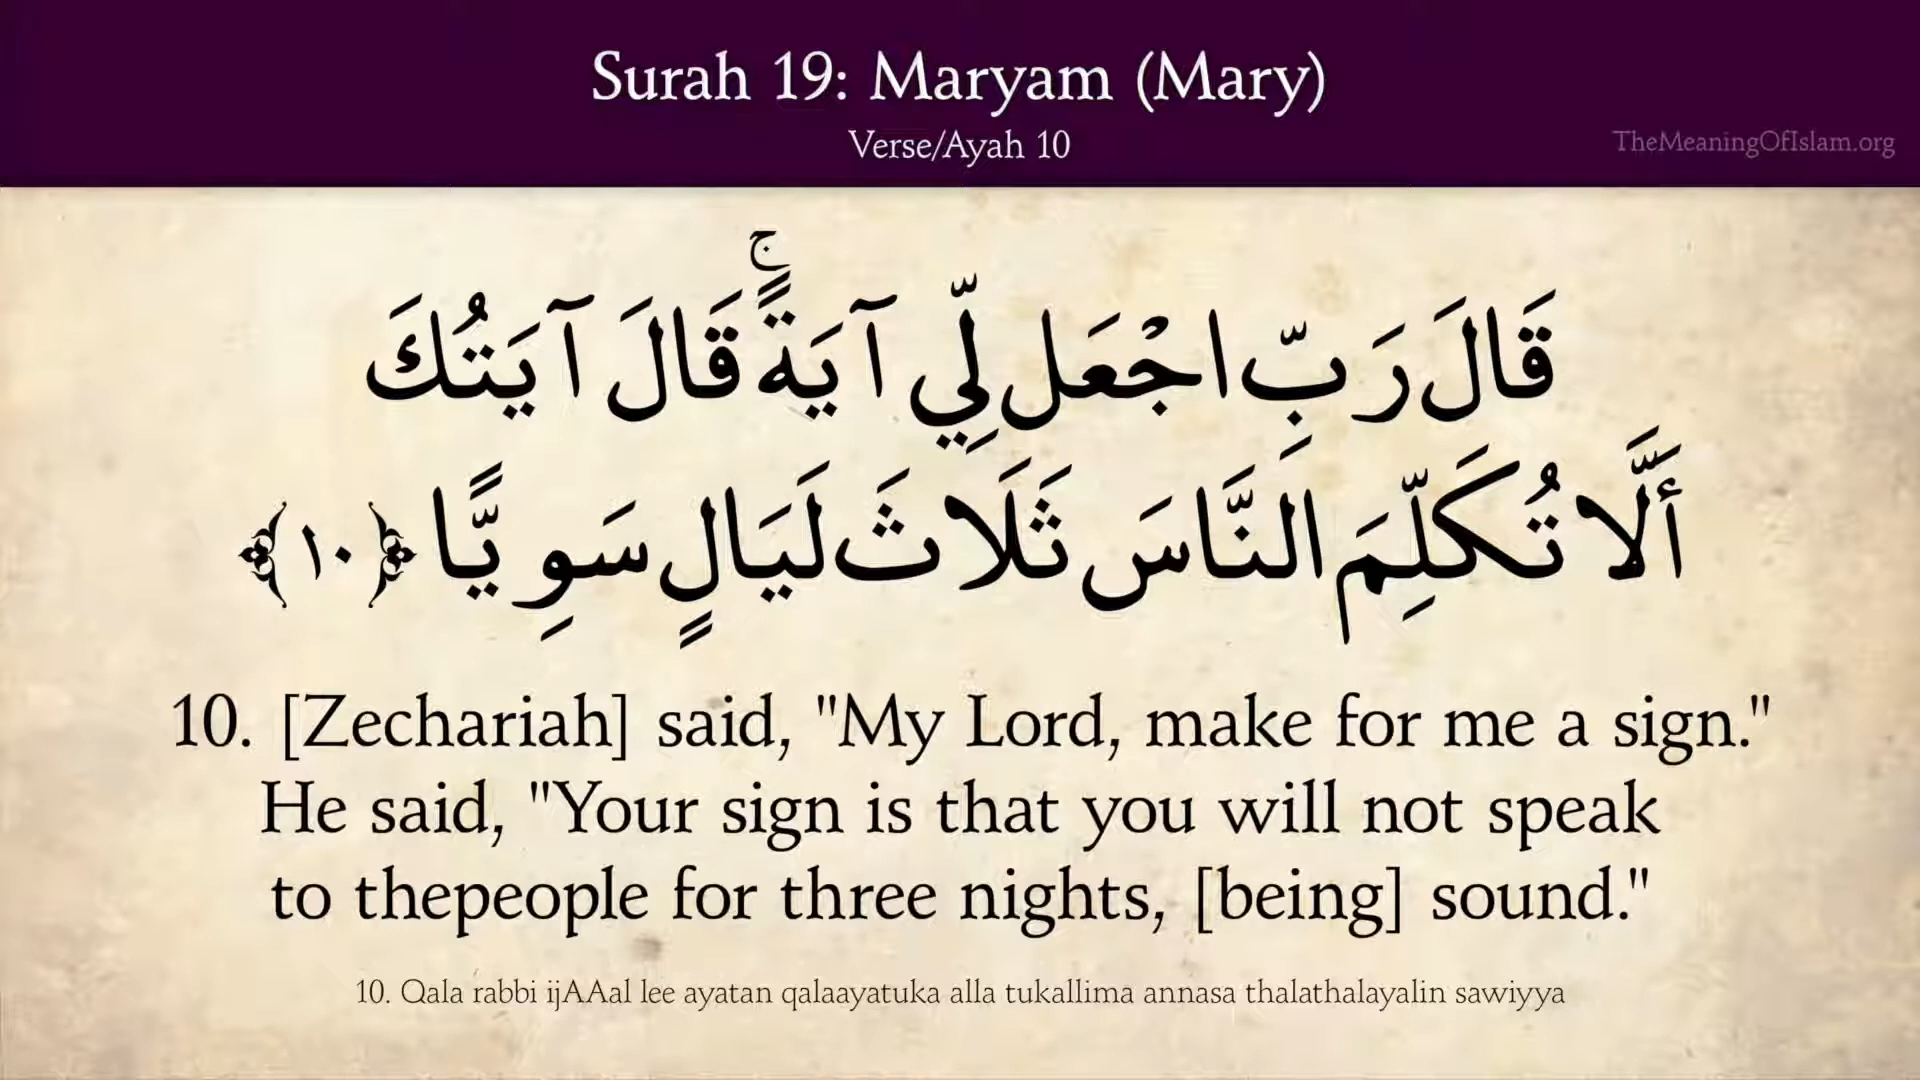 Surah 19: Maryam (Mary)
Verse/Ayah 10
TheMeaningOfIslam.org
قَالَ رَبِّ اجْعَل لِّي آيَةً ۚ قَالَ آيَتُكَ
أَلَّا تُكَلِّمَ النَّاسَ ثَلَاثَ لَيَالٍ سَوِيًّا ﴿١٠﴾
10. [Zechariah] said, "My Lord, make for me a sign."
He said, "Your sign is that you will not speak
to thepeople for three nights, [being] sound."
10. Qala rabbi ijAAal lee ayatan qalaayatuka alla tukallima annasa thalathalayalin sawiyya